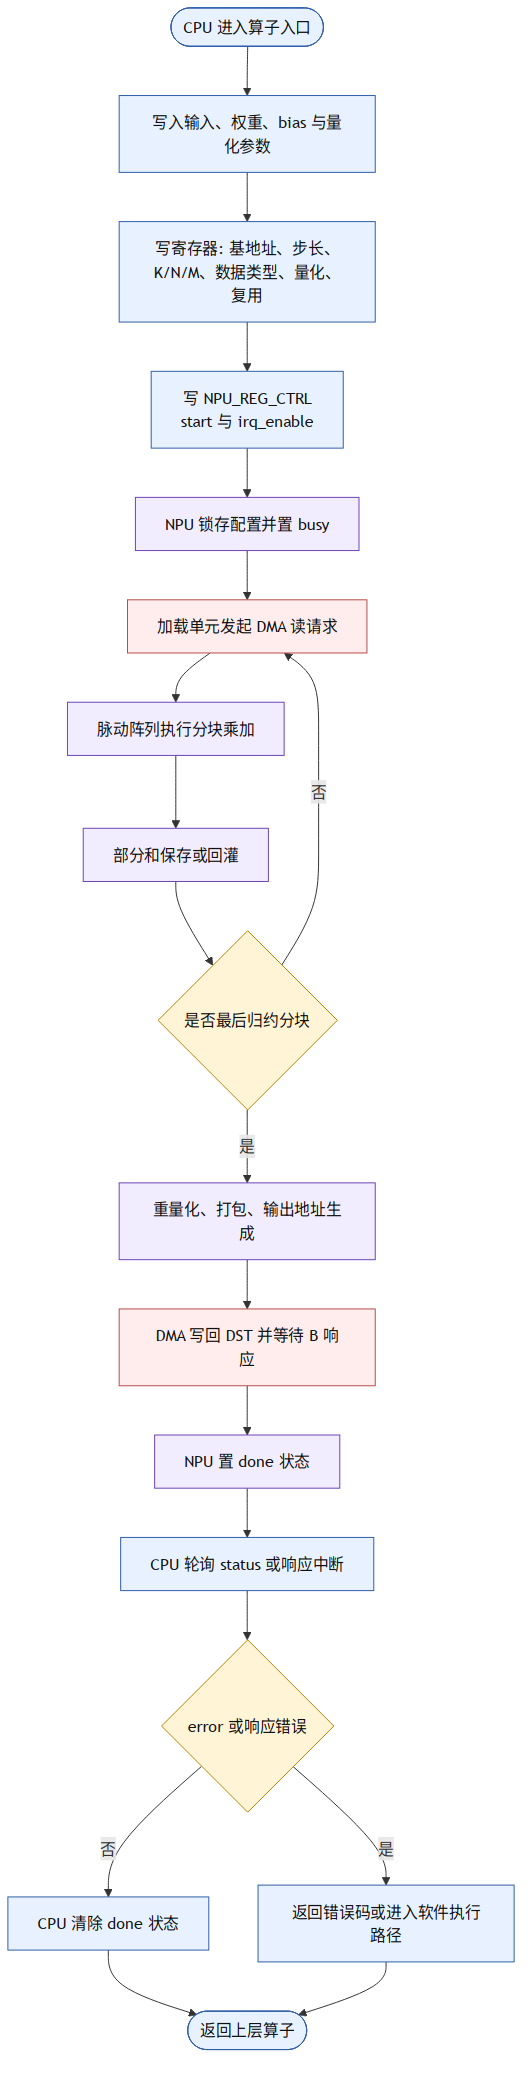 CPU 进入算子入口
写入输入、权重、bias 与量
化参数
写寄存器: 基地址、步长、
K/N/M、数据类型、量化、
复用
写 NPU_REG_CTRL
start 与 irq_enable
NPU 锁存配置并置 busy
加载单元发起 DMA 读请求
脉动阵列执行分块乘加
否
部分和保存或回灌
是否最后归约分块
是
重量化、打包、输出地址生
成
DMA 写回 DST 并等待 B 响
应
NPU 置 done 状态
CPU 轮询 status 或响应中断
error 或响应错误
否
是
CPU 清除 done 状态
返回错误码或进入软件执行
路径
返回上层算子